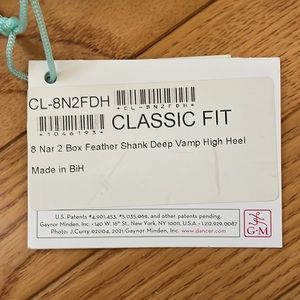 CL-8N2FDH
*CL-8N2FDH*
*1046193*
CLASSIC FIT
8 Nar 2 Box Feather Shank Deep Vamp High Heel
Made in BiH
U.S. Patents #4,901,453, #5,035,069, and other patents pending.
Gaynor Minden, Inc. - 140 W. 16th St., New York, NY 10011, U.S.A. - 1.212.929.0087
Photo: J.Curry ©2004, 2021 Gaynor Minden, Inc. www.dancer.com
G·M